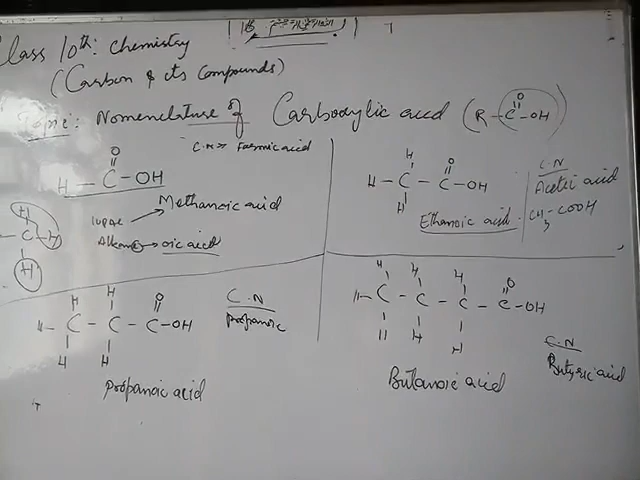 Class 10th: Chemistry
(Carbon & its Compounds)
Topic: Nomenclature of Carboxylic acid (R-C-OH)
O
C.N⇒ Formic acid
O
H-C-OH
Iupac → Methanoic acid
Alkane → oic acid
H
C-H
H
H O
H-C-C-OH
H
Ethanoic acid
C.N
Acetic acid
CH3-COOH
H H O
H-C-C-C-OH
H H
Propanoic acid
C.N
Propanoic
H H H O
H-C-C-C-C-OH
H H H
Butanoic acid
C.N
Butyric acid